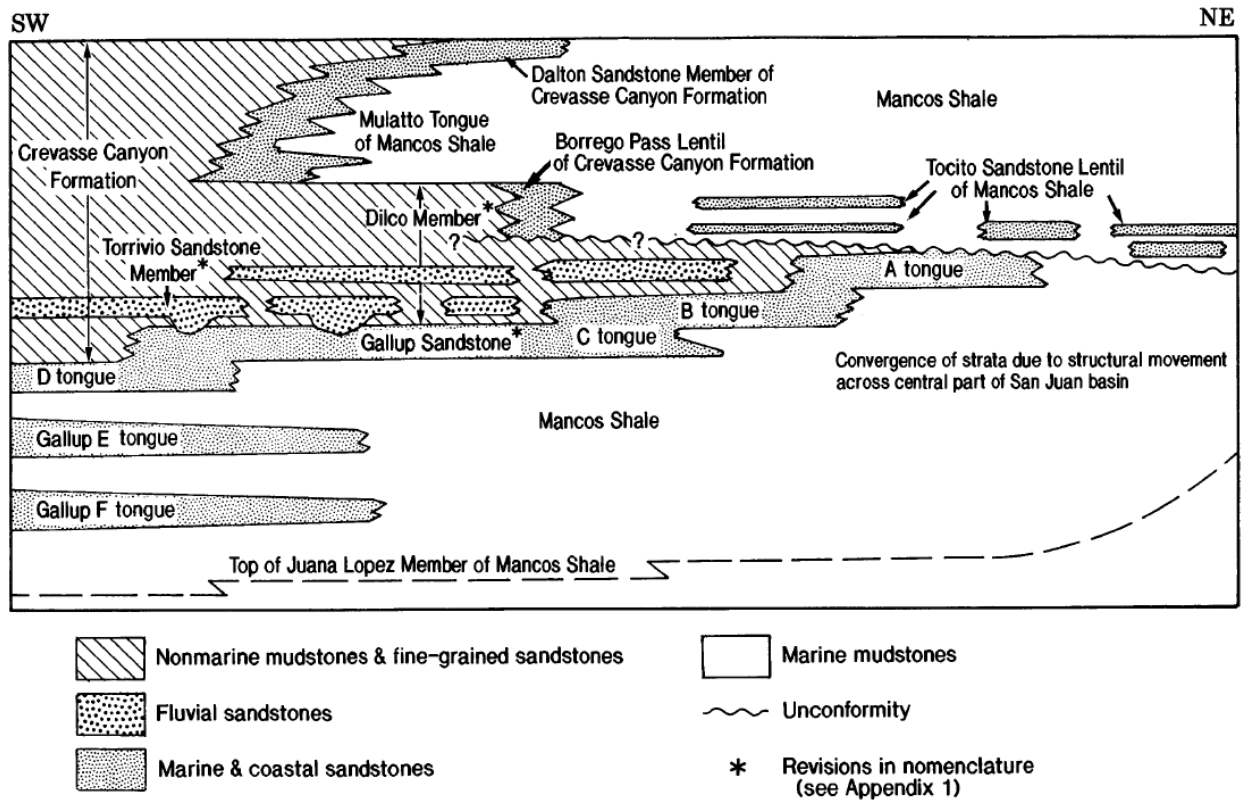 SW
NE
Dalton Sandstone Member of
Crevasse Canyon Formation
Mancos Shale
Mulatto Tongue
of Mancos Shale
Crevasse Canyon
Formation
Borrego Pass Lentil
of Crevasse Canyon Formation
Tocito Sandstone Lentil
of Mancos Shale
Dilco Member*
?
?
Torrivio Sandstone
Member*
A tongue
B tongue
Gallup Sandstone*
C tongue
D tongue
Convergence of strata due to structural movement
across central part of San Juan basin
Mancos Shale
Gallup E tongue
Gallup F tongue
Top of Juana Lopez Member of Mancos Shale
Nonmarine mudstones & fine-grained sandstones
Marine mudstones
Fluvial sandstones
Unconformity
Marine & coastal sandstones
* Revisions in nomenclature
(see Appendix 1)